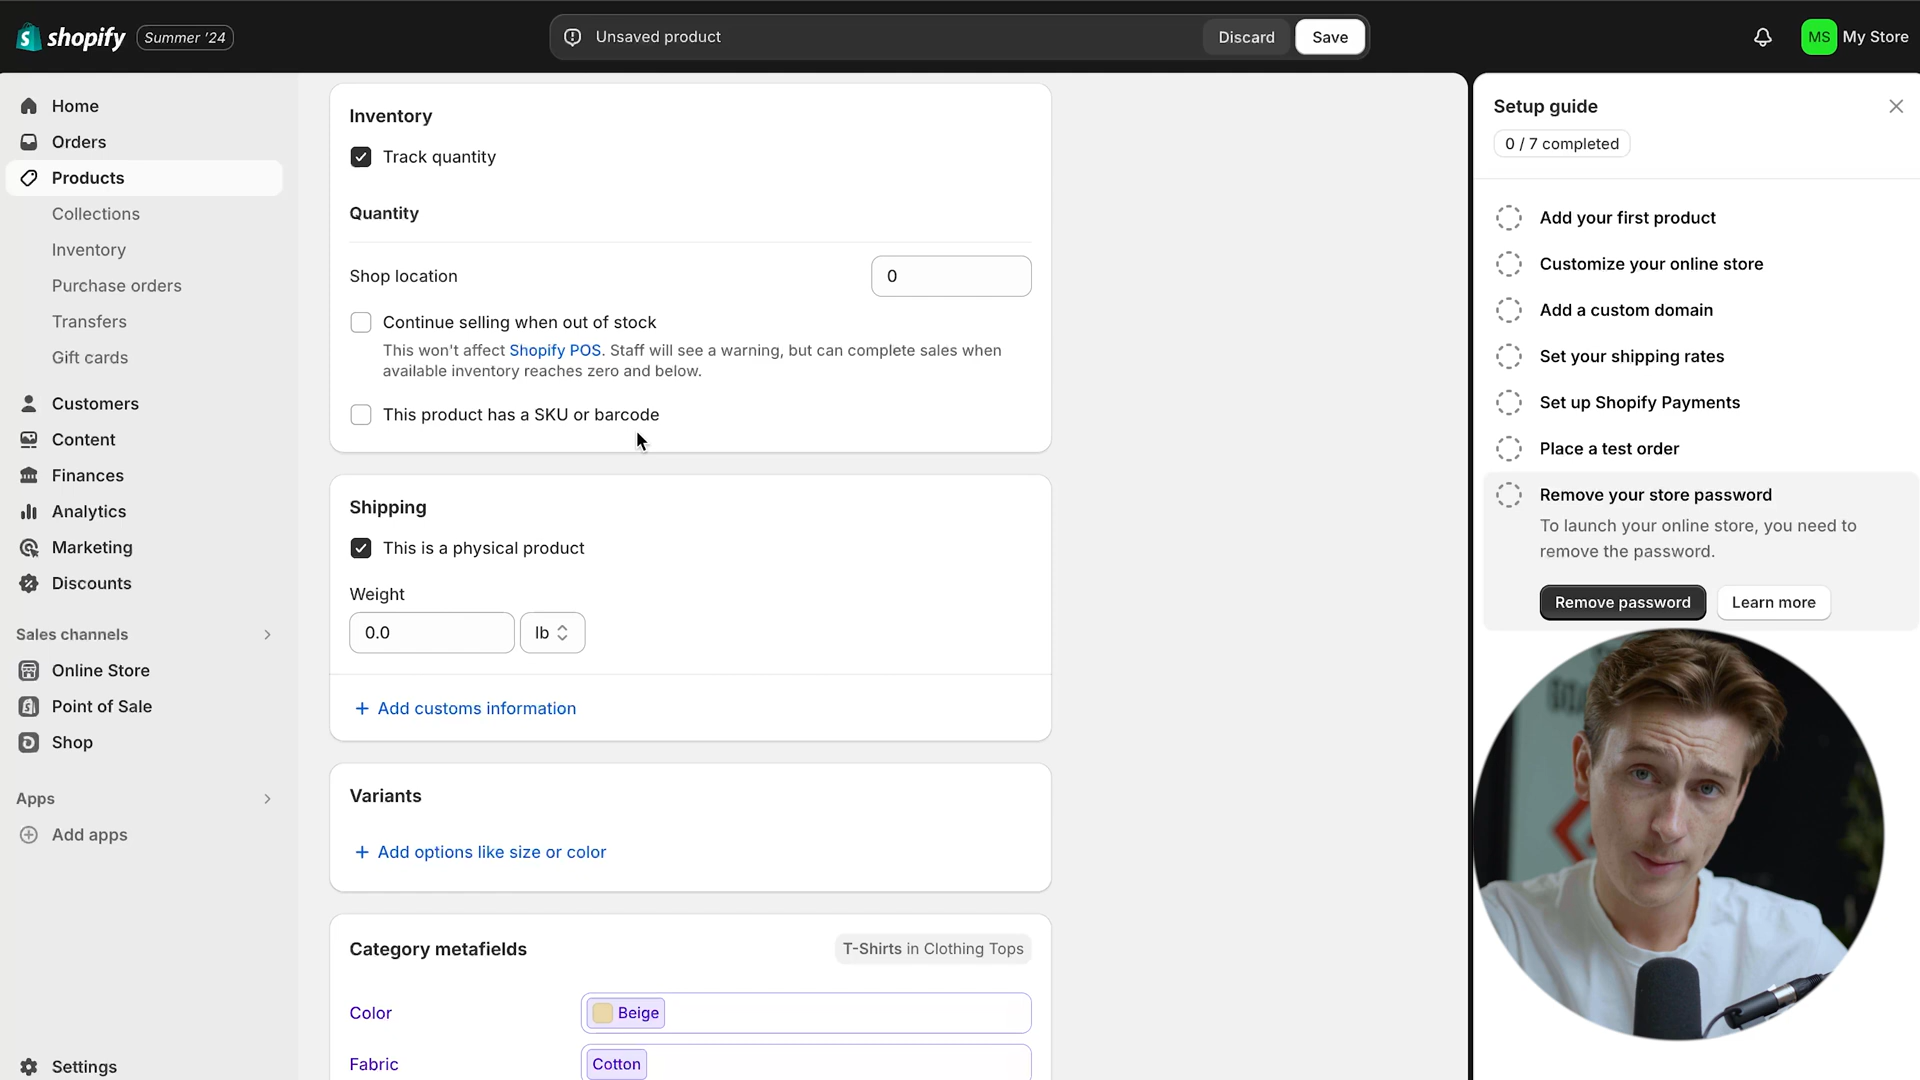 shopify
Summer '24
Unsaved product
Discard
Save
MS
My Store
Home
Orders
Products
Collections
Inventory
Purchase orders
Transfers
Gift cards
Customers
Content
Finances
Analytics
Marketing
Discounts
Sales channels
Online Store
Point of Sale
Shop
Apps
Add apps
Settings
Inventory
Track quantity
Quantity
Shop location
0
Continue selling when out of stock
This won't affect Shopify POS. Staff will see a warning, but can complete sales when
available inventory reaches zero and below.
This product has a SKU or barcode
Shipping
This is a physical product
Weight
0.0
lb
+ Add customs information
Variants
+ Add options like size or color
Category metafields
T-Shirts in Clothing Tops
Color
Beige
Fabric
Cotton
Setup guide
0 / 7 completed
Add your first product
Customize your online store
Add a custom domain
Set your shipping rates
Set up Shopify Payments
Place a test order
Remove your store password
To launch your online store, you need to
remove the password.
Remove password
Learn more